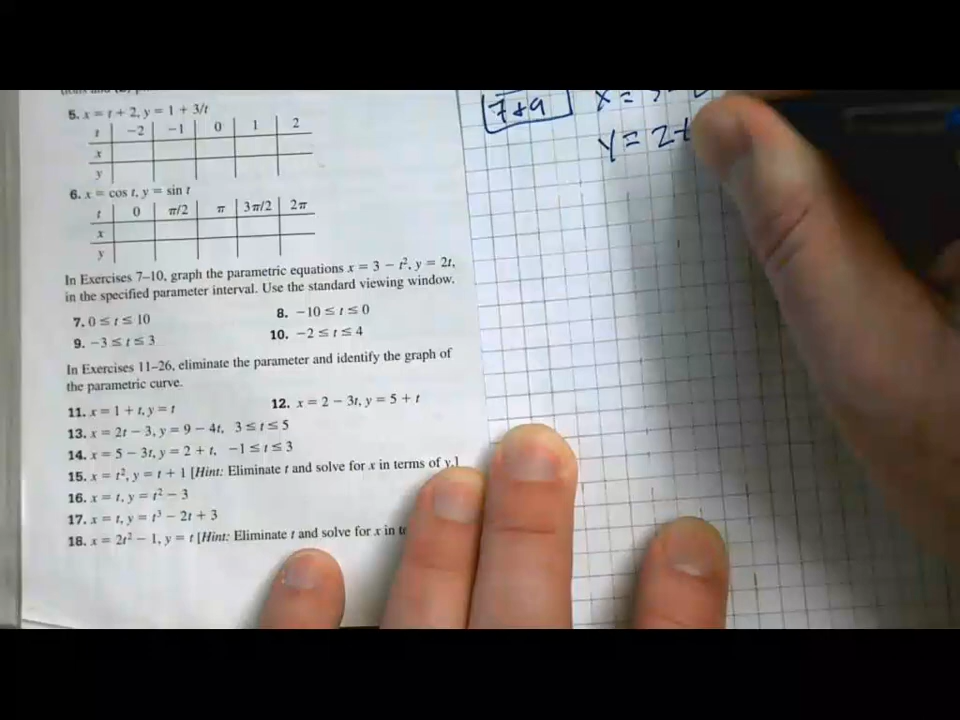 5. x = t + 2, y = 1 + 3/t
t -2 -1 0 1 2
x
y
6. x = cos t, y = sin t
t 0 π/2 π 3π/2 2π
x
y
In Exercises 7–10, graph the parametric equations x = 3 − t², y = 2t,
in the specified parameter interval. Use the standard viewing window.
7. 0 ≤ t ≤ 10
8. −10 ≤ t ≤ 0
9. −3 ≤ t ≤ 3
10. −2 ≤ t ≤ 4
In Exercises 11–26, eliminate the parameter and identify the graph of
the parametric curve.
11. x = 1 + t, y = t
12. x = 2 − 3t, y = 5 + t
13. x = 2t − 3, y = 9 − 4t, 3 ≤ t ≤ 5
14. x = 5 − 3t, y = 2 + t, −1 ≤ t ≤ 3
15. x = t², y = t + 1 [Hint: Eliminate t and solve for x in terms of y.]
16. x = t, y = t² − 3
17. x = t, y = t³ − 2t + 3
18. x = 2t² − 1, y = t [Hint: Eliminate t and solve for x in
7+9
x = 3 −
y = 2t